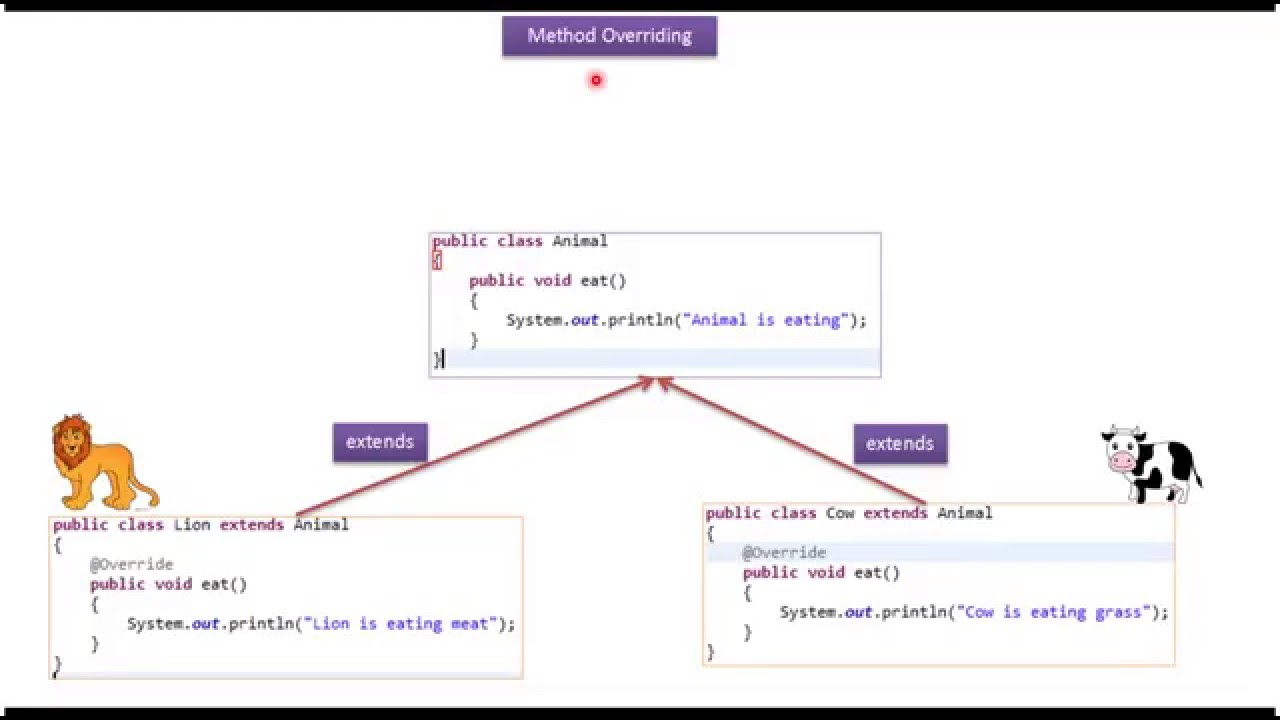 Method Overriding
public class Animal
{
public void eat()
{
System.out.println("Animal is eating");
}
}
extends
extends
public class Lion extends Animal
{
@Override
public void eat()
{
System.out.println("Lion is eating meat");
}
}
public class Cow extends Animal
{
@Override
public void eat()
{
System.out.println("Cow is eating grass");
}
}